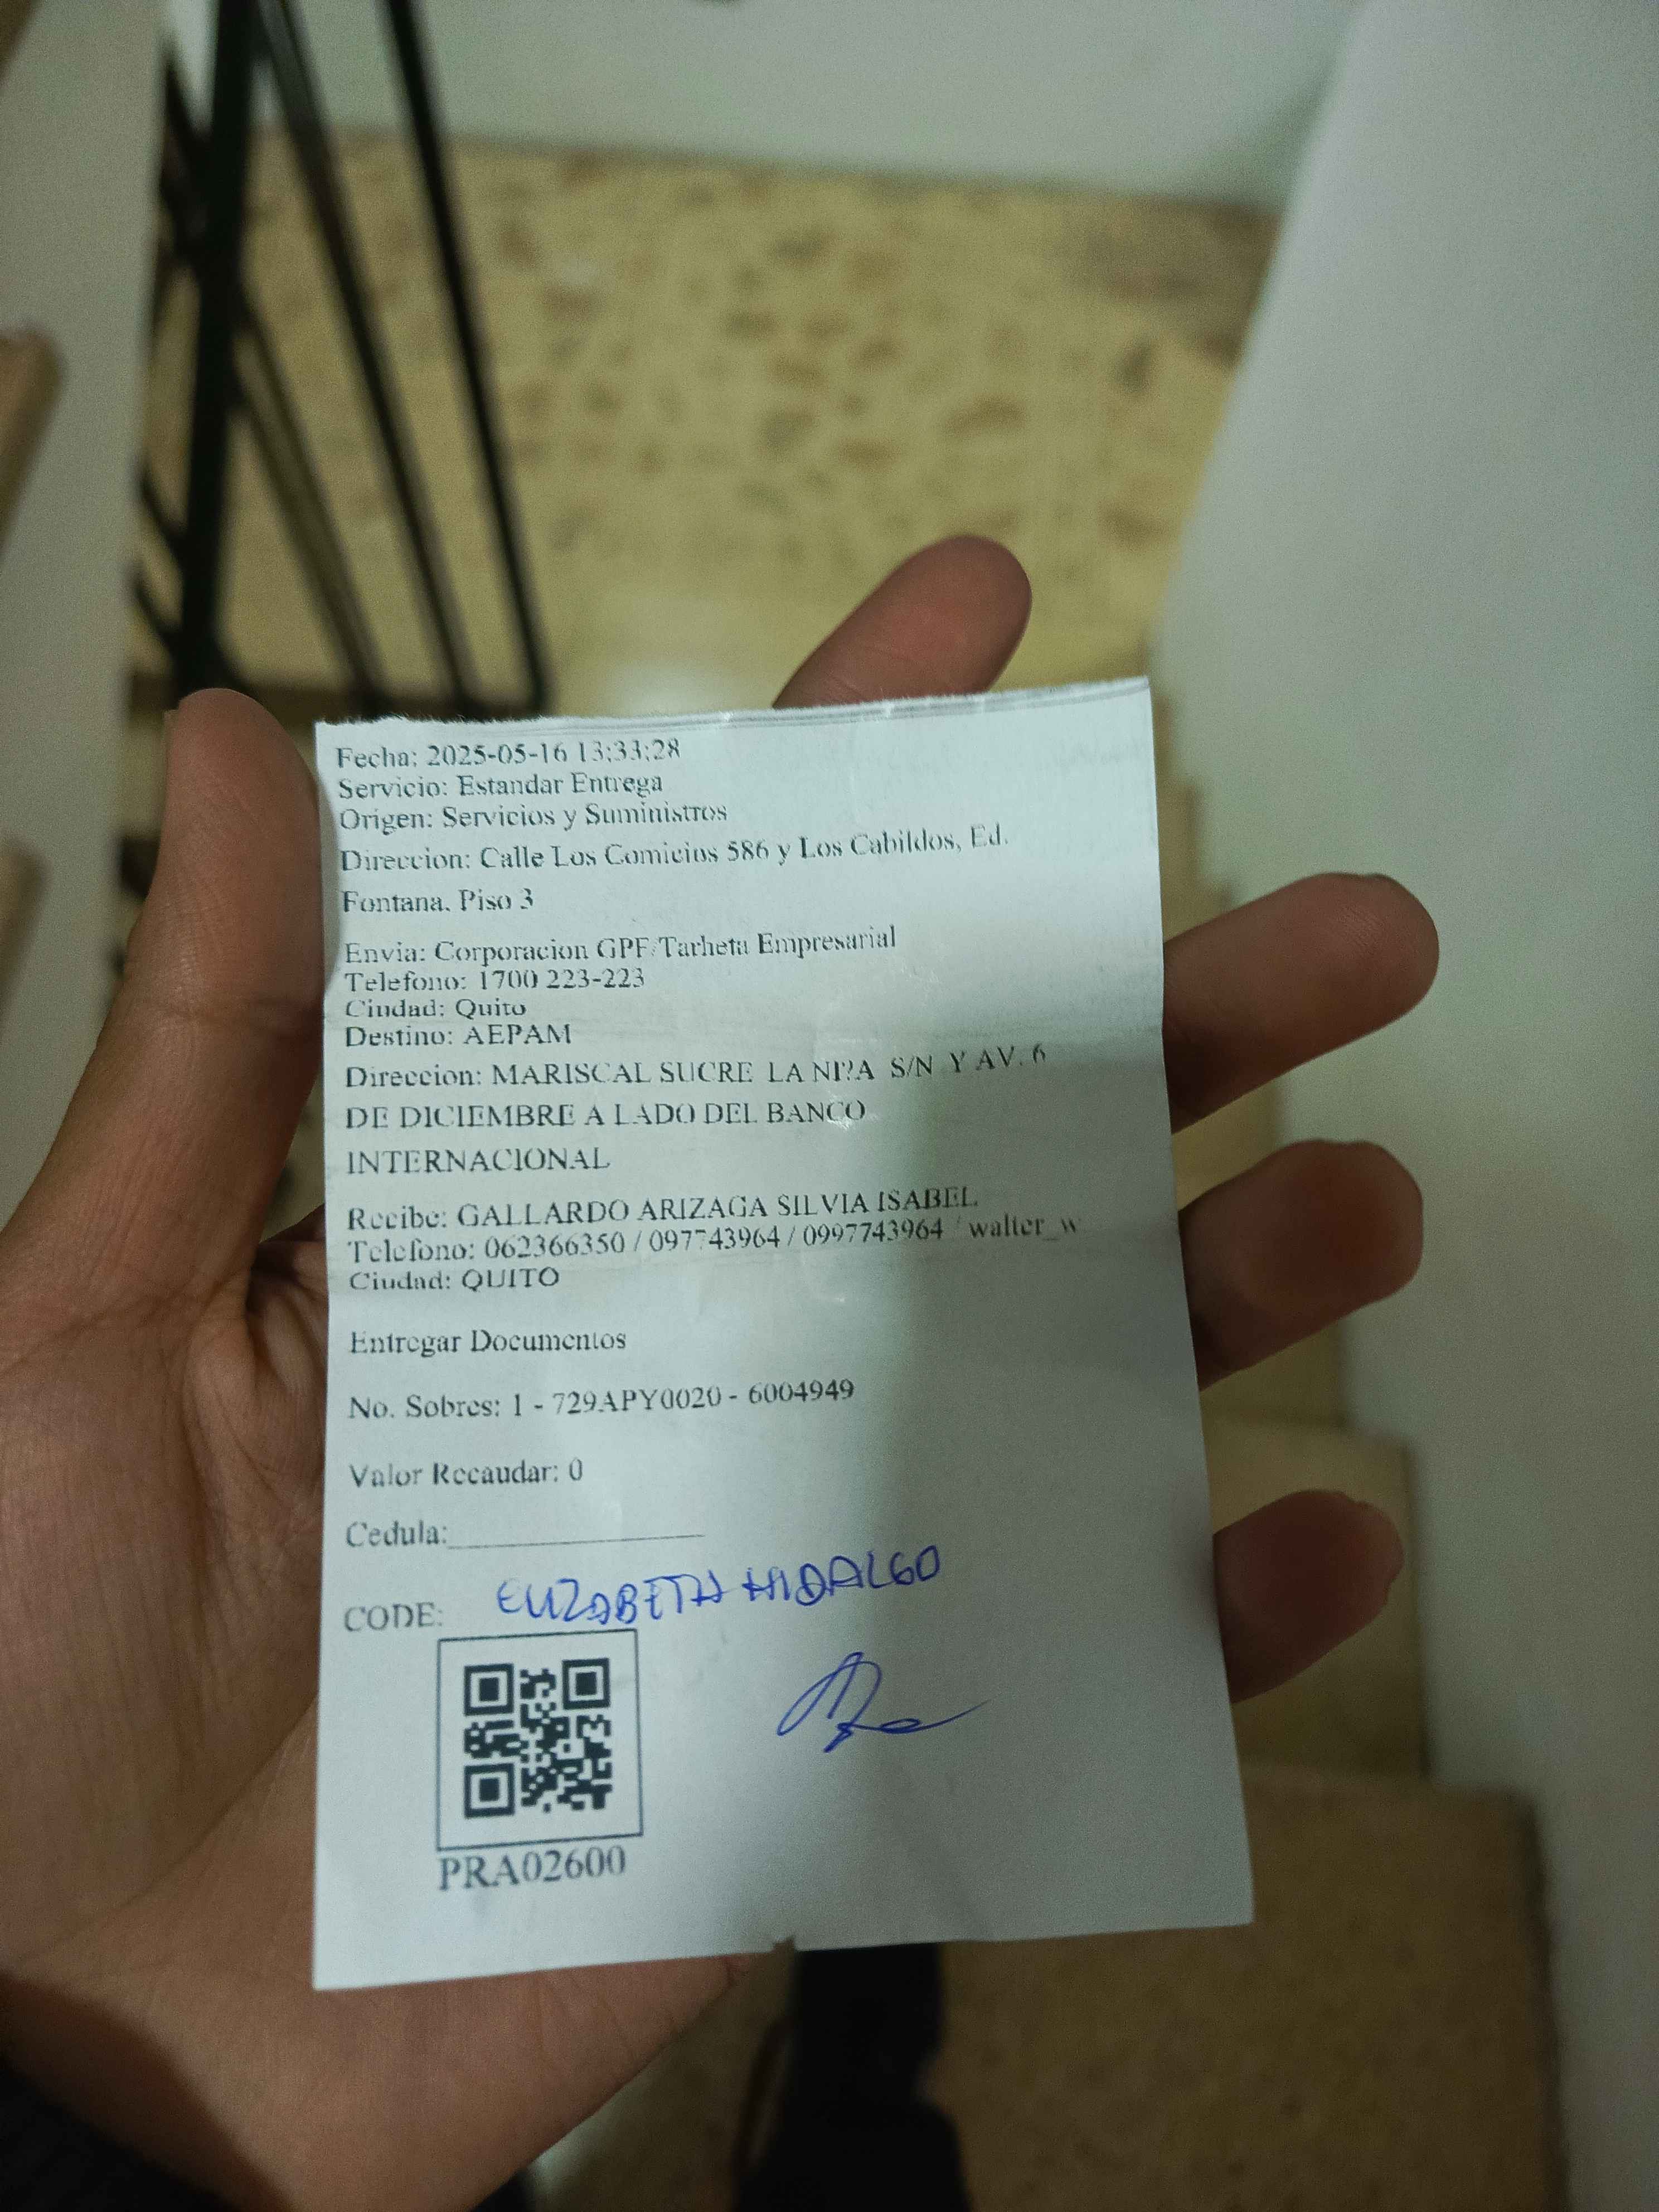 Fecha: 2025-05-16 13:33:28
Servicio: Estandar Entrega
Origen: Servicios y Suministros
Direccion: Calle Los Comicios 586 y Los Cabildos, Ed.
Fontana. Piso 3
Envia: Corporacion GPF/Tarheta Empresarial
Telefono: 1700 223-223
Ciudad: Quito
Destino: AEPAM
Direccion: MARISCAL SUCRE LA NI?A S/N Y AV. 6
DE DICIEMBRE A LADO DEL BANCO
INTERNACIONAL
Recibe: GALLARDO ARIZAGA SILVIA ISABEL
Telefono: 062366350 / 097743964 / 0997743964 / walter_w
Ciudad: QUITO
Entregar Documentos
No. Sobres: 1 - 729APY0020 - 6004949
Valor Recaudar: 0
Cedula:
ELIZABETH HIDALGO
CODE:
PRA02600